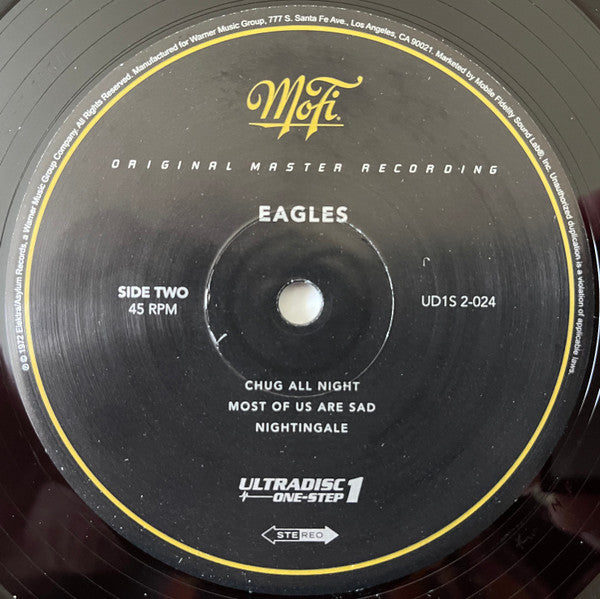 ℗ © 1972 Elektra/Asylum Records, a Warner Music Group Company. All Rights Reserved. Manufactured for Warner Music Group, 777 S. Santa Fe Ave., Los Angeles, CA 90021. Marketed by Mobile Fidelity Sound Lab®, Inc. Unauthorized duplication is a violation of applicable laws.
MoFi®
ORIGINAL MASTER RECORDING
EAGLES
SIDE TWO
45 RPM
UD1S 2-024
CHUG ALL NIGHT
MOST OF US ARE SAD
NIGHTINGALE
ULTRADISC
ONE-STEP 1
STEREO